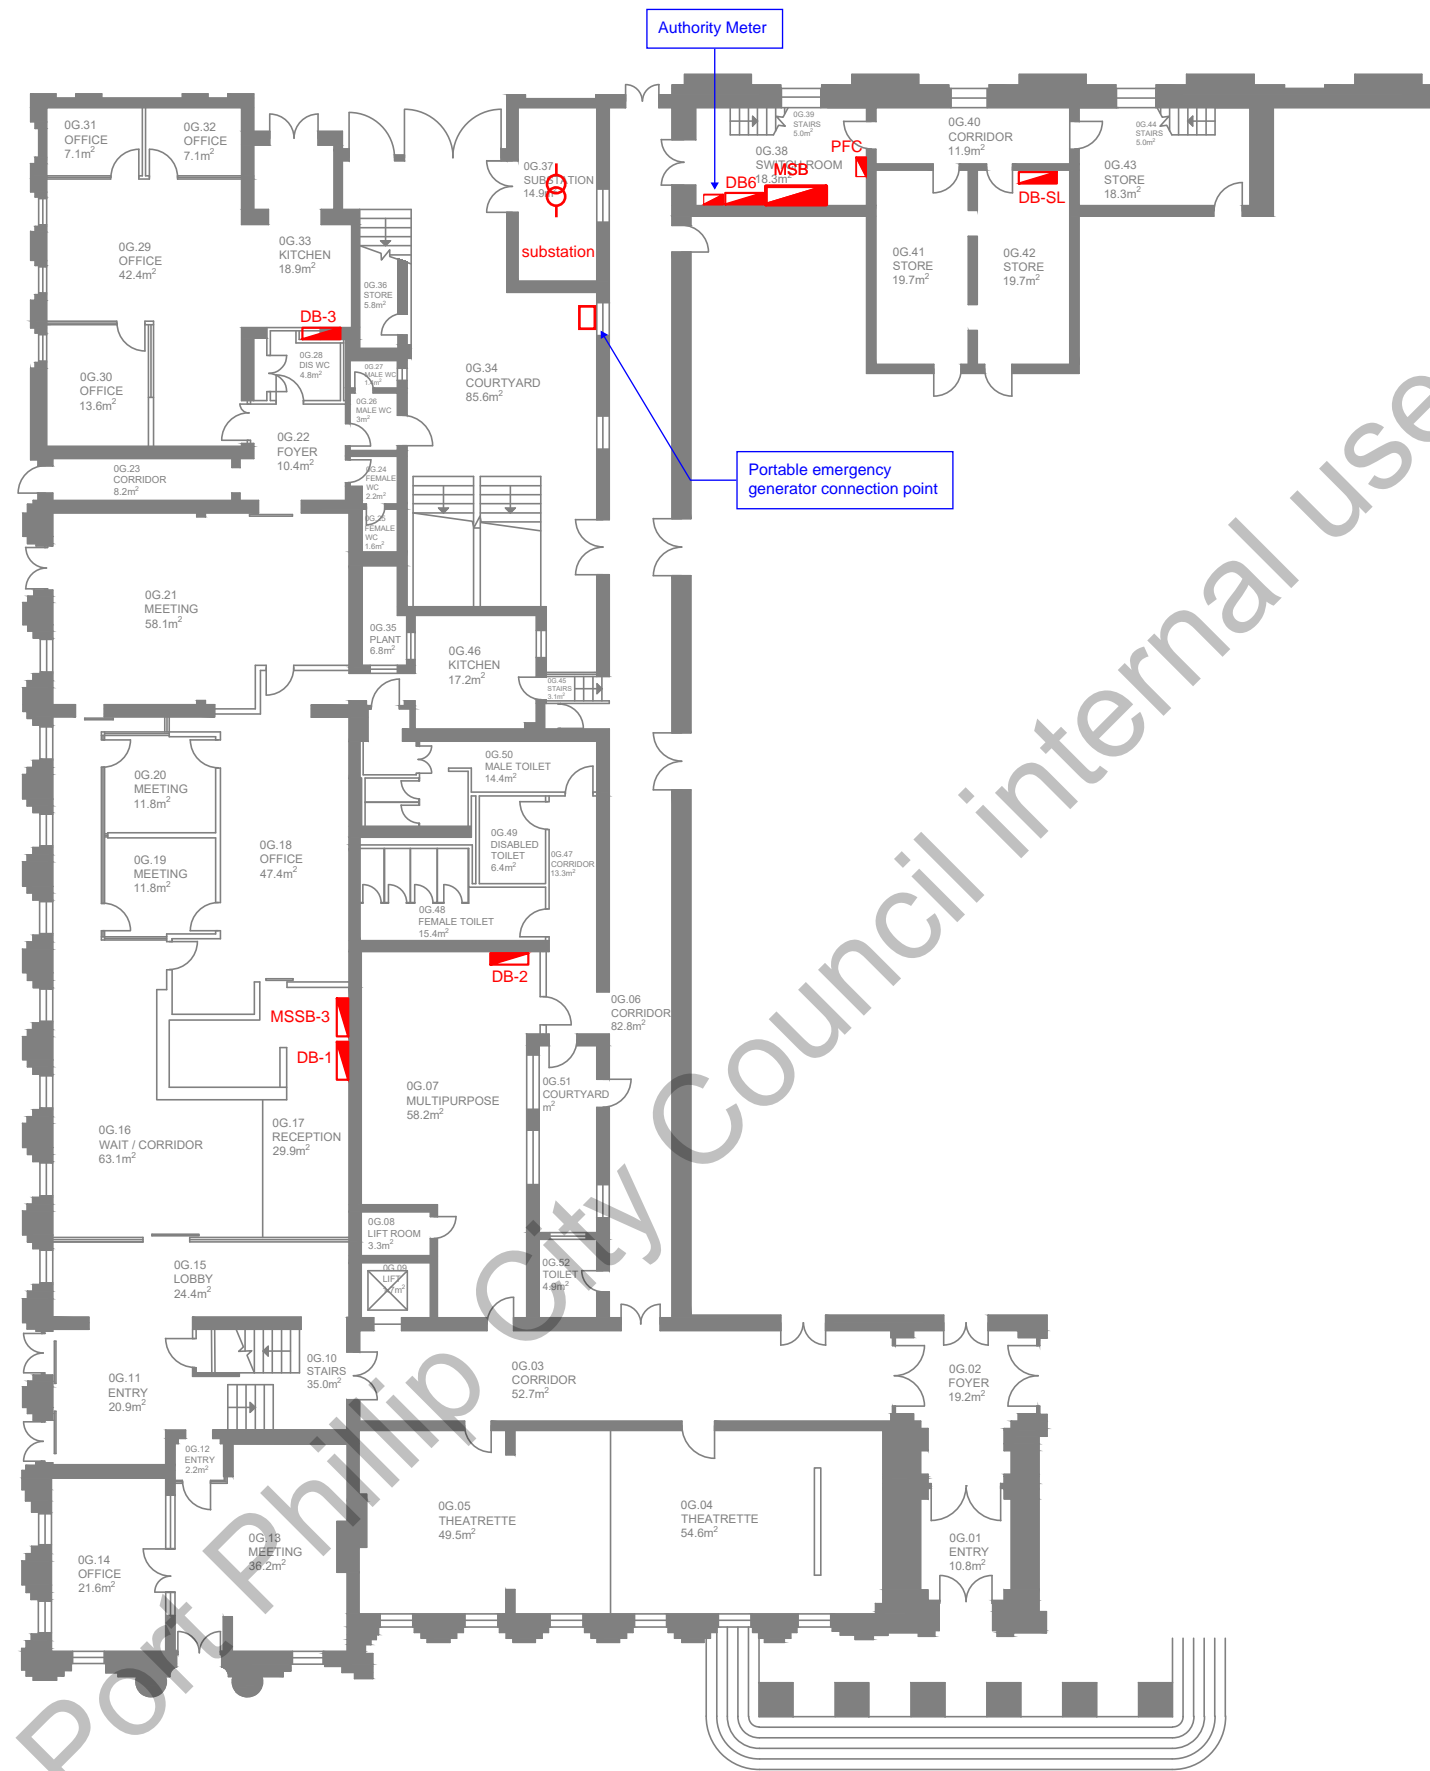 Authority Meter
0G.31
OFFICE
7.1m²
0G.32
OFFICE
7.1m²
0G.37
SUBSTATION
14.9m²
substation
0G.39
STAIRS
5.0m²
0G.38
SWITCH ROOM
18.3m²
PFC
MSB
DB6
0G.40
CORRIDOR
11.9m²
0G.44
STAIRS
5.0m²
0G.43
STORE
18.3m²
DB-SL
0G.29
OFFICE
42.4m²
0G.33
KITCHEN
18.9m²
0G.36
STORE
5.8m²
0G.41
STORE
19.7m²
0G.42
STORE
19.7m²
DB-3
0G.28
DIS WC
4.8m²
0G.30
OFFICE
13.6m²
0G.27
MALE WC
0G.26
MALE WC
3m²
0G.34
COURTYARD
85.6m²
0G.22
FOYER
10.4m²
0G.23
CORRIDOR
8.2m²
0G.24
FEMALE
WC
2.2m²
0G.25
FEMALE
WC
1.6m²
Portable emergency
generator connection point
0G.21
MEETING
58.1m²
0G.35
PLANT
6.8m²
0G.46
KITCHEN
17.2m²
0G.45
STAIRS
3.1m²
0G.50
MALE TOILET
14.4m²
0G.20
MEETING
11.8m²
0G.19
MEETING
11.8m²
0G.18
OFFICE
47.4m²
0G.49
DISABLED
TOILET
6.4m²
0G.47
CORRIDOR
13.3m²
0G.48
FEMALE TOILET
15.4m²
DB-2
MSSB-3
DB-1
0G.06
CORRIDOR
82.8m²
0G.07
MULTIPURPOSE
58.2m²
0G.51
COURTYARD
m²
0G.16
WAIT / CORRIDOR
63.1m²
0G.17
RECEPTION
29.9m²
0G.08
LIFT ROOM
3.3m²
0G.09
LIFT
0G.52
TOILET
4.9m²
0G.15
LOBBY
24.4m²
0G.10
STAIRS
35.0m²
0G.11
ENTRY
20.9m²
0G.03
CORRIDOR
52.7m²
0G.02
FOYER
19.2m²
0G.12
ENTRY
2.2m²
0G.05
THEATRETTE
49.5m²
0G.04
THEATRETTE
54.6m²
0G.13
MEETING
36.2m²
0G.14
OFFICE
21.6m²
0G.01
ENTRY
10.8m²
Port Phillip City Council internal use